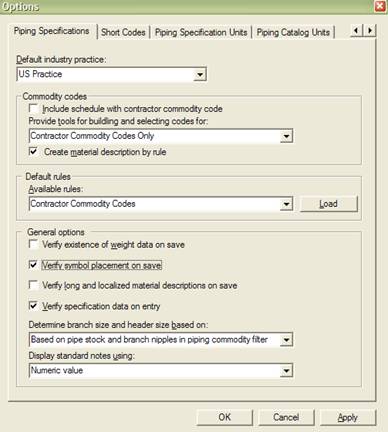 Options
Piping Specifications Short Codes Piping Specification Units Piping Catalog Units
Default industry practice:
US Practice
Commodity codes
Include schedule with contractor commodity code
Provide tools for building and selecting codes for:
Contractor Commodity Codes Only
Create material description by rule
Default rules
Available rules:
Contractor Commodity Codes Load
General options
Verify existence of weight data on save
Verify symbol placement on save
Verify long and localized material descriptions on save
Verify specification data on entry
Determine branch size and header size based on:
Based on pipe stock and branch nipples in piping commodity filter
Display standard notes using:
Numeric value
OK Cancel Apply